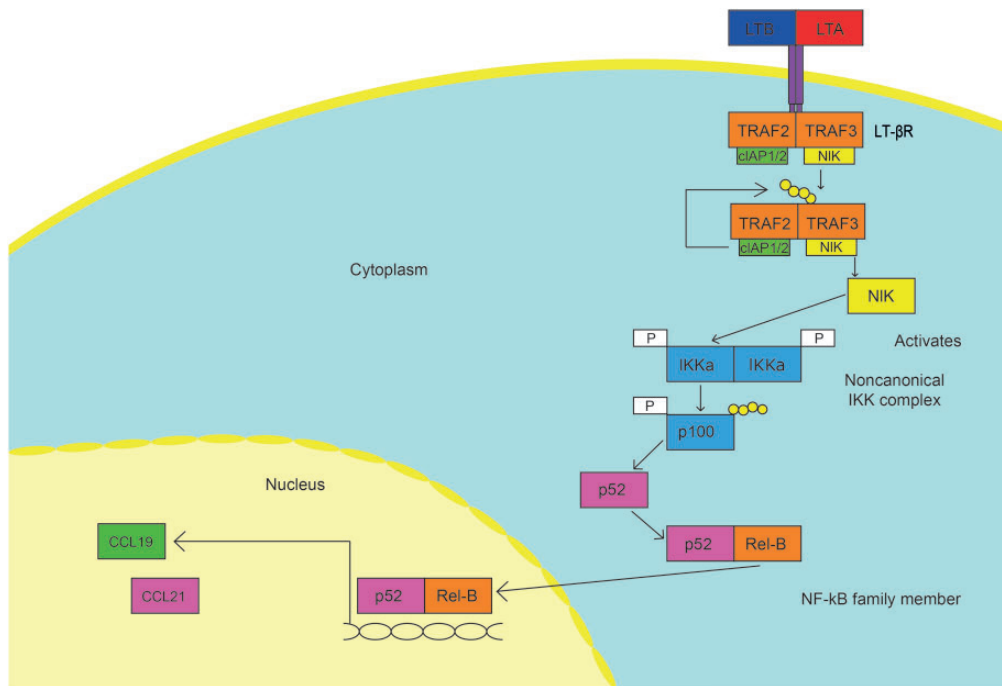 LTB LTA
TRAF2 TRAF3 LT-βR
cIAP1/2 NIK
TRAF2 TRAF3
cIAP1/2 NIK
Cytoplasm
NIK
Activates
P P
IKKa IKKa
Noncanonical
IKK complex
P
p100
Nucleus
p52
CCL19
p52 Rel-B
CCL21
p52 Rel-B
NF-kB family member